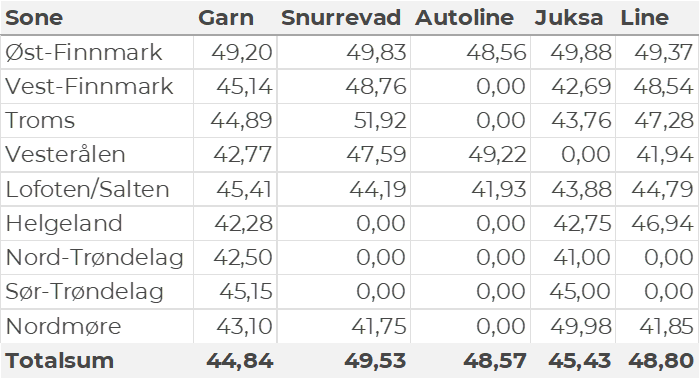 Sone Garn Snurrevad Autoline Juksa Line
Øst-Finnmark 49,20 49,83 48,56 49,88 49,37
Vest-Finnmark 45,14 48,76 0,00 42,69 48,54
Troms 44,89 51,92 0,00 43,76 47,28
Vesterålen 42,77 47,59 49,22 0,00 41,94
Lofoten/Salten 45,41 44,19 41,93 43,88 44,79
Helgeland 42,28 0,00 0,00 42,75 46,94
Nord-Trøndelag 42,50 0,00 0,00 41,00 0,00
Sør-Trøndelag 45,15 0,00 0,00 45,00 0,00
Nordmøre 43,10 41,75 0,00 49,98 41,85
Totalsum 44,84 49,53 48,57 45,43 48,80